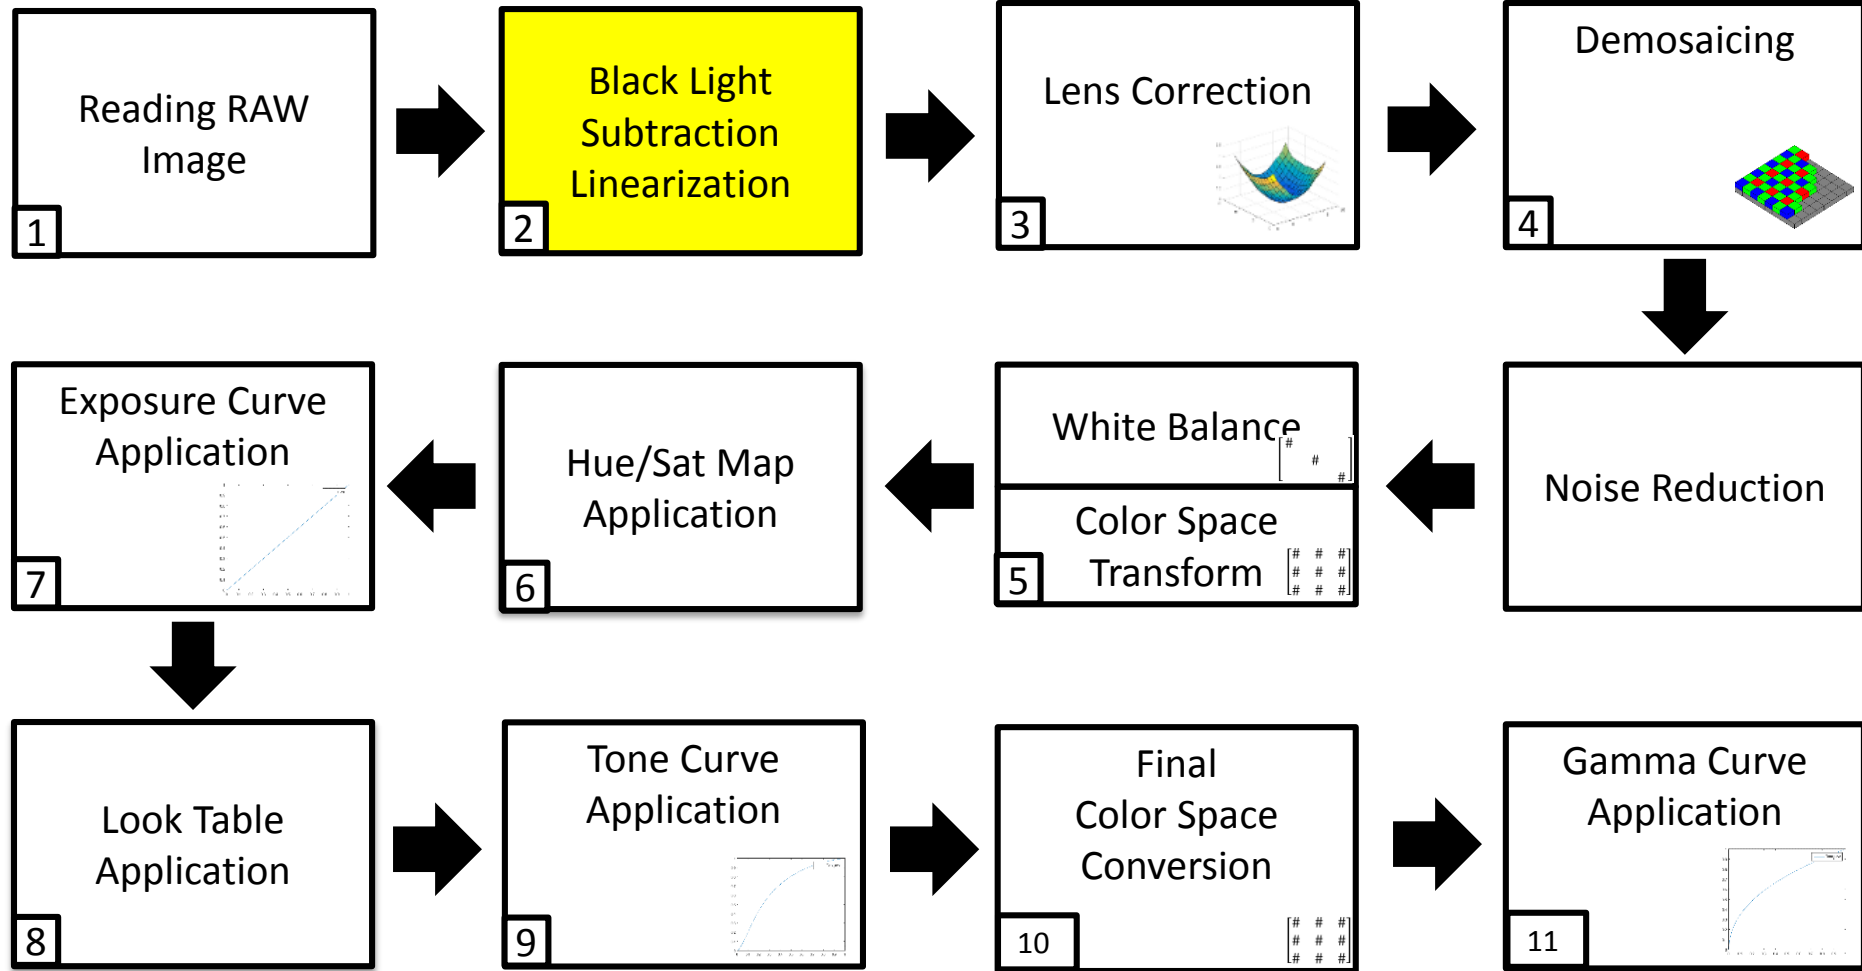 Reading RAW
Image
1
Black Light
Subtraction
Linearization
2
Lens Correction
3
Demosaicing
4
Noise Reduction
White Balance
[#
#
#]
Color Space
Transform
[# # #]
[# # #]
[# # #]
5
Hue/Sat Map
Application
6
Exposure Curve
Application
7
Look Table
Application
8
Tone Curve
Application
9
Final
Color Space
Conversion
[# # #]
[# # #]
[# # #]
10
Gamma Curve
Application
11